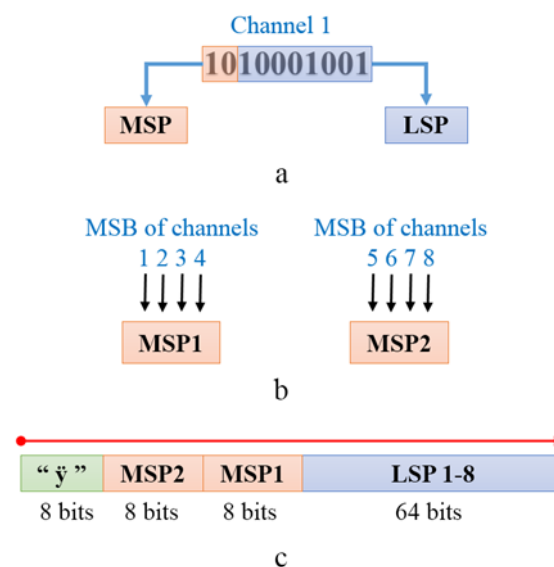 Channel 1
1010001001
MSP LSP
a
MSB of channels MSB of channels
1 2 3 4 5 6 7 8
MSP1 MSP2
b
“ ÿ ” MSP2 MSP1 LSP 1-8
8 bits 8 bits 8 bits 64 bits
c